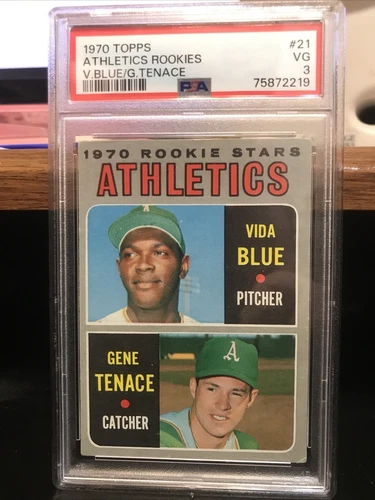 1970 TOPPS #21
ATHLETICS ROOKIES VG
V.BLUE/G.TENACE 3
PSA 75872219
1970 ROOKIE STARS
ATHLETICS
A
VIDA
BLUE
PITCHER
GENE
TENACE
CATCHER
A